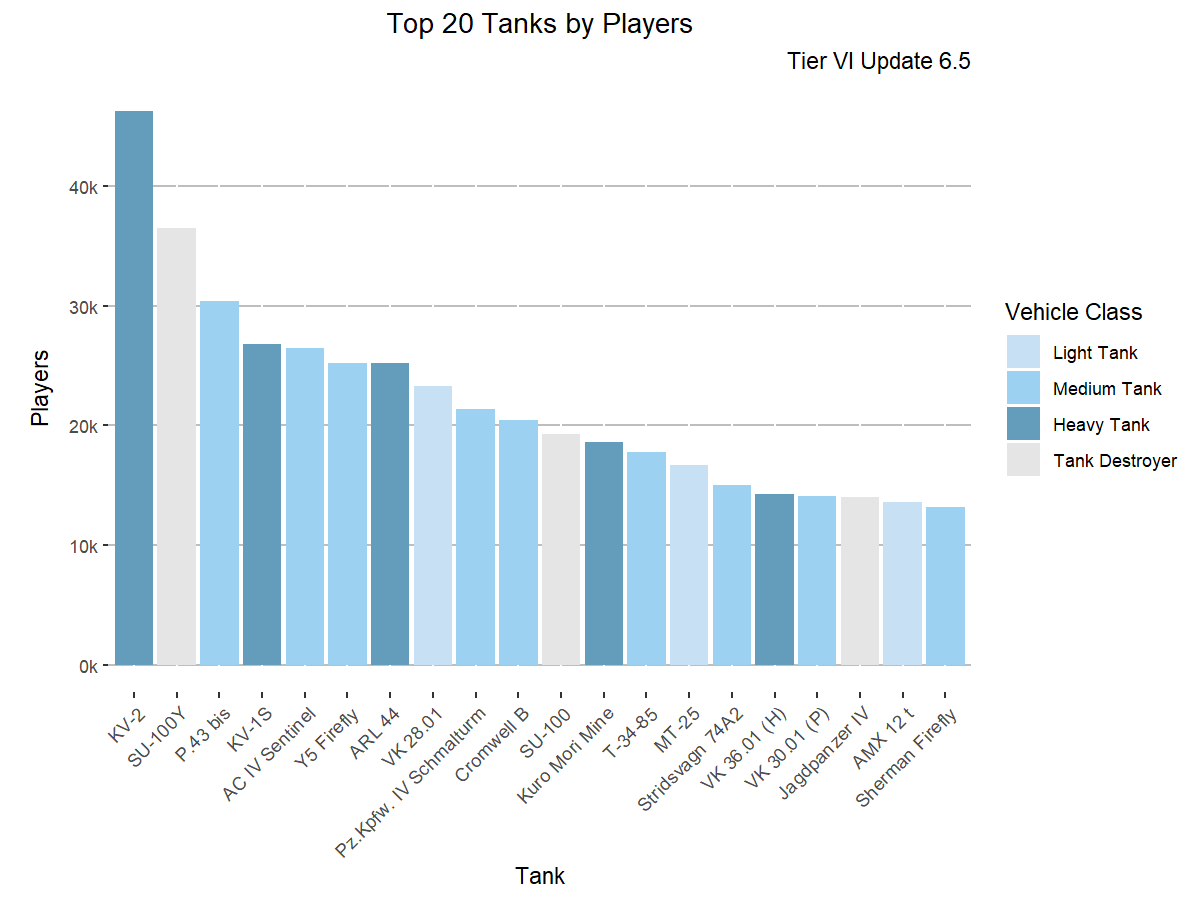 Top 20 Tanks by Players
Tier VI Update 6.5
Players
40k
30k
20k
10k
0k
KV-2
SU-100Y
P.43 bis
KV-1S
AC IV Sentinel
Y5 Firefly
ARL 44
VK 28.01
Pz.Kpfw. IV Schmalturm
Cromwell B
SU-100
Kuro Mori Mine
T-34-85
MT-25
Stridsvagn 74A2
VK 36.01 (H)
VK 30.01 (P)
Jagdpanzer IV
AMX 12 t
Sherman Firefly
Tank
Vehicle Class
Light Tank
Medium Tank
Heavy Tank
Tank Destroyer